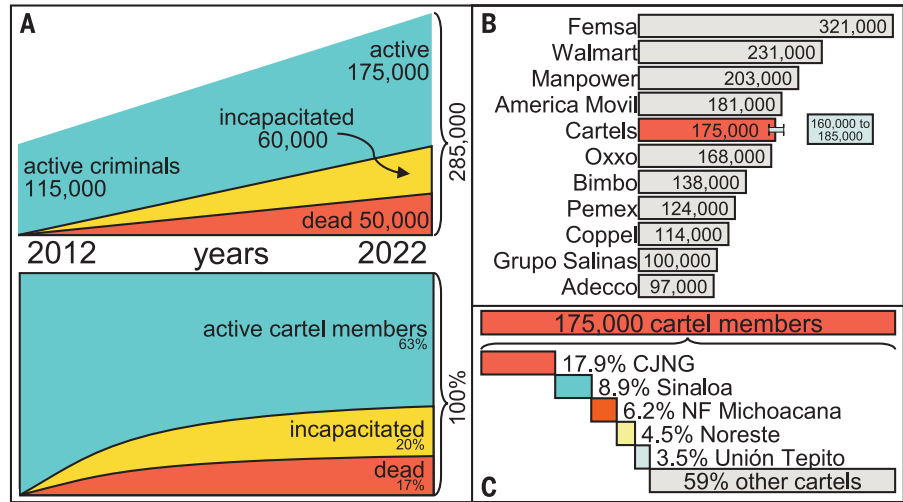 A
active
175,000
incapacitated
60,000
active criminals
115,000
dead 50,000
285,000
2012 years 2022
active cartel members
63%
incapacitated
20%
dead
17%
100%
B
Femsa 321,000
Walmart 231,000
Manpower 203,000
America Movil 181,000
Cartels 175,000
160,000 to
185,000
Oxxo 168,000
Bimbo 138,000
Pemex 124,000
Coppel 114,000
Grupo Salinas 100,000
Adecco 97,000
175,000 cartel members
17.9% CJNG
8.9% Sinaloa
6.2% NF Michoacana
4.5% Noreste
3.5% Unión Tepito
59% other cartels
C